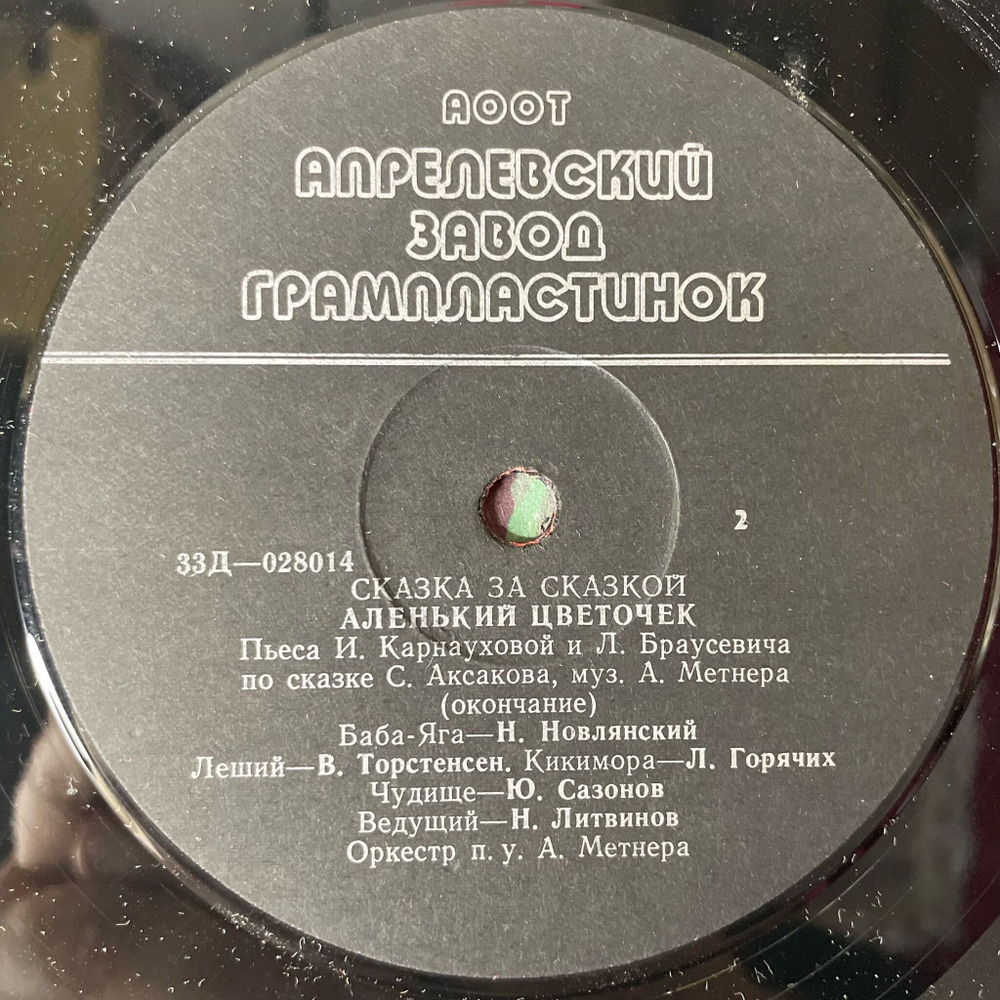 АООТ
АПРЕЛЕВСКИЙ
ЗАВОД
ГРАМПЛАСТИНОК
2
33Д—028014
СКАЗКА ЗА СКАЗКОЙ
АЛЕНЬКИЙ ЦВЕТОЧЕК
Пьеса И. Карнауховой и Л. Браусевича
по сказке С. Аксакова, муз. А. Метнера
(окончание)
Баба-Яга—Н. Новлянский
Леший—В. Торстенсен. Кикимора—Л. Горячих
Чудище—Ю. Сазонов
Ведущий—Н. Литвинов
Оркестр п. у. А. Метнера